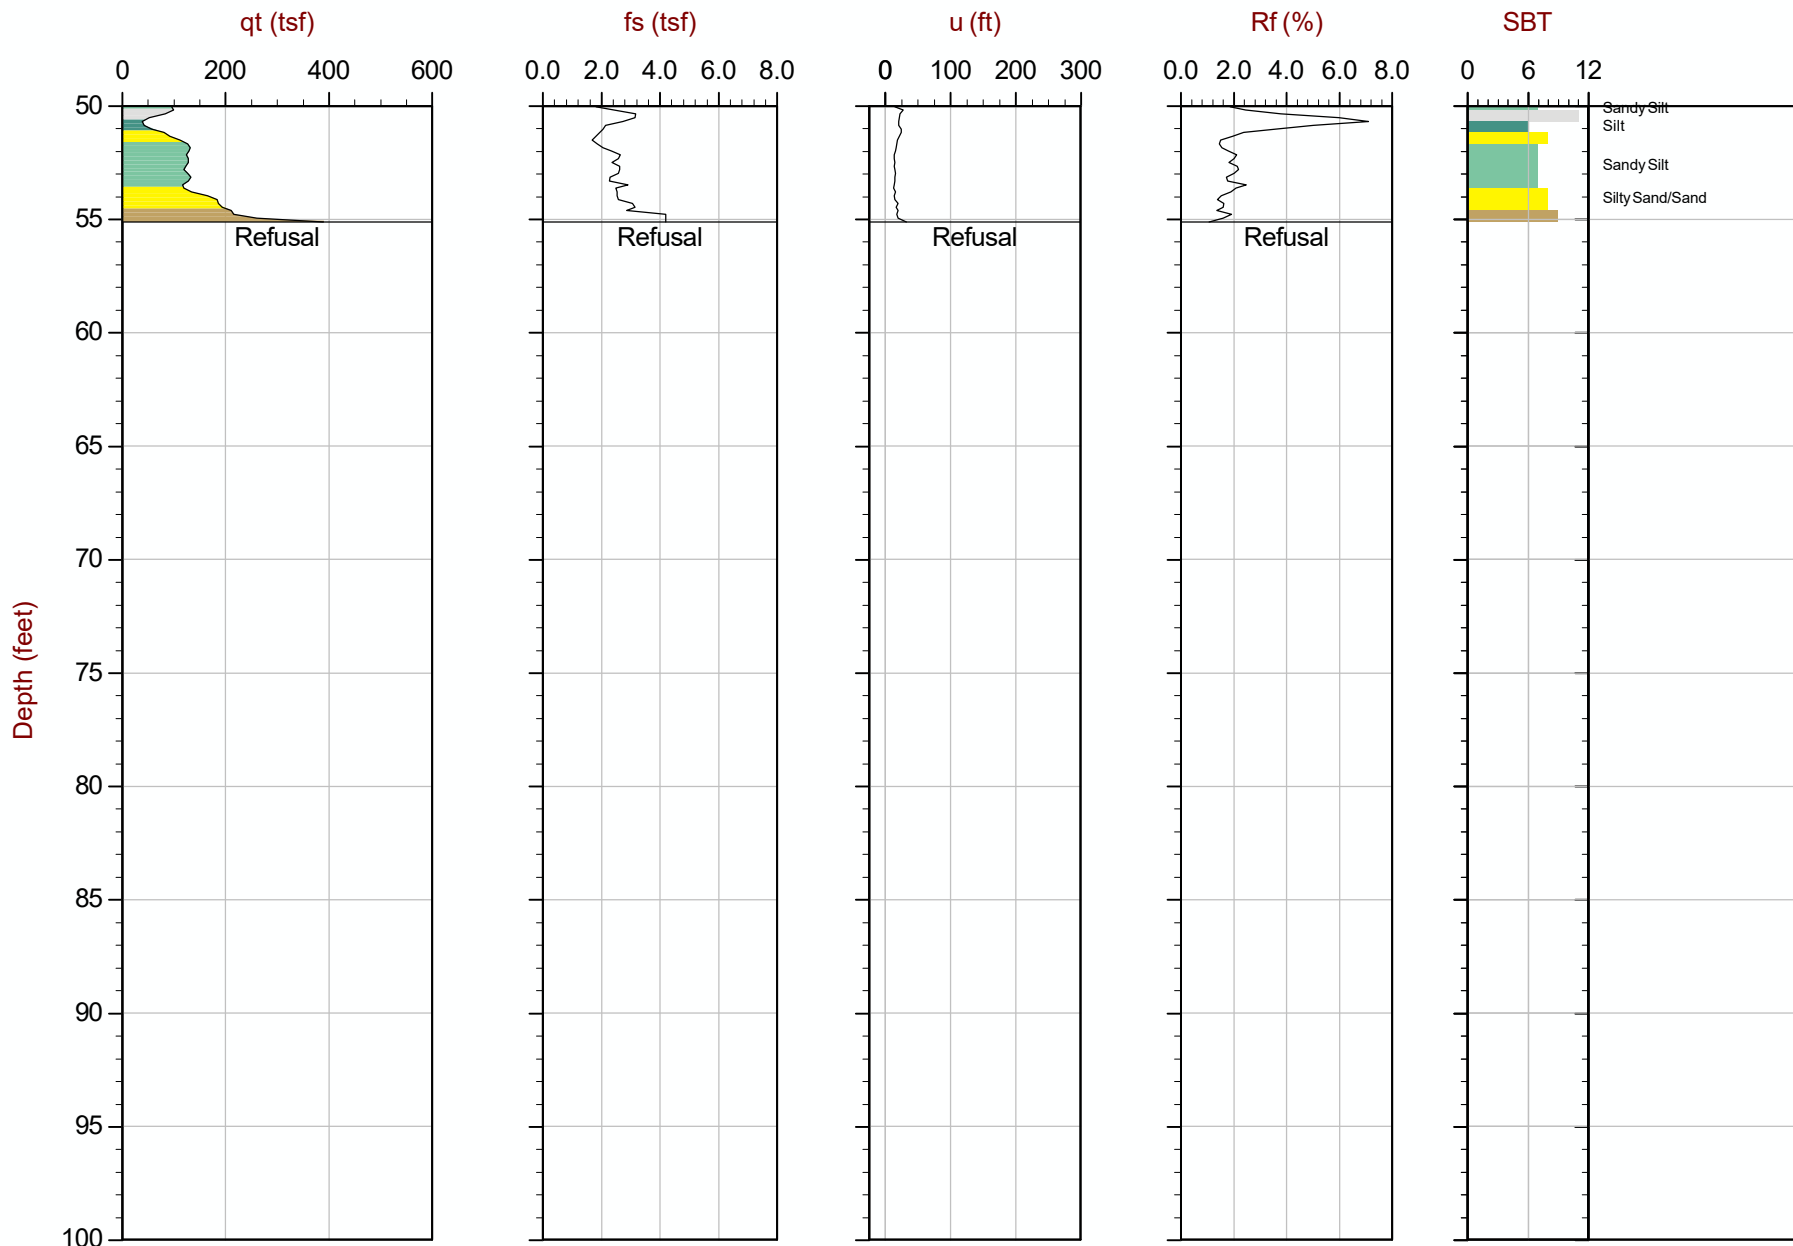 qt (tsf) fs (tsf) u (ft) Rf (%) SBT
0 200 400 600 0.0 2.0 4.0 6.0 8.0 0 100 200 300 0.0 2.0 4.0 6.0 8.0 0 6 12
50
Sandy Silt
Silt
Sandy Silt
Silty Sand/Sand
55
Refusal Refusal Refusal Refusal
60
65
70
75
Depth (feet)
80
85
90
95
100